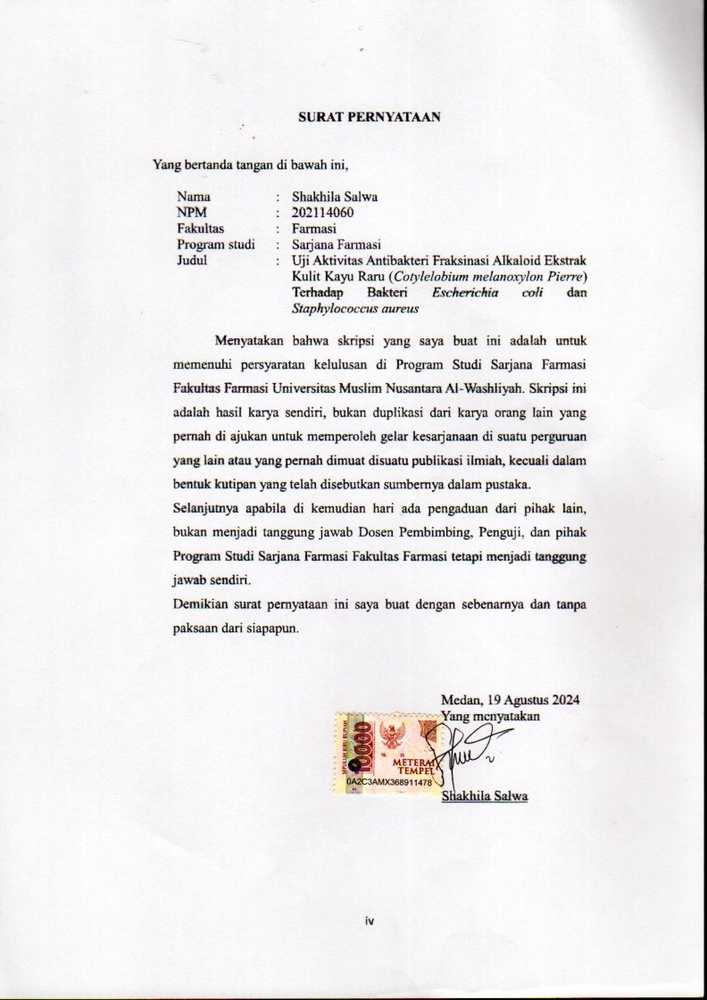 SURAT PERNYATAAN
Yang bertanda tangan di bawah ini,
Nama : Shakhila Salwa
NPM : 202114060
Fakultas : Farmasi
Program studi : Sarjana Farmasi
Judul : Uji Aktivitas Antibakteri Fraksinasi Alkaloid Ekstrak
Kulit Kayu Raru (Cotylelobium melanoxylon Pierre)
Terhadap Bakteri Escherichia coli dan
Staphylococcus aureus
Menyatakan bahwa skripsi yang saya buat ini adalah untuk
memenuhi persyaratan kelulusan di Program Studi Sarjana Farmasi
Fakultas Farmasi Universitas Muslim Nusantara Al-Washliyah. Skripsi ini
adalah hasil karya sendiri, bukan duplikasi dari karya orang lain yang
pernah di ajukan untuk memperoleh gelar kesarjanaan di suatu perguruan
yang lain atau yang pernah dimuat disuatu publikasi ilmiah, kecuali dalam
bentuk kutipan yang telah disebutkan sumbernya dalam pustaka.
Selanjutnya apabila di kemudian hari ada pengaduan dari pihak lain,
bukan menjadi tanggung jawab Dosen Pembimbing, Penguji, dan pihak
Program Studi Sarjana Farmasi Fakultas Farmasi tetapi menjadi tanggung
jawab sendiri.
Demikian surat pernyataan ini saya buat dengan sebenarnya dan tanpa
paksaan dari siapapun.
Medan, 19 Agustus 2024
Yang menyatakan
SEPULUH RIBU RUPIAH
10000
METERAI
TEMPEL
0A2C3AMX368911478
Shakhila Salwa
iv